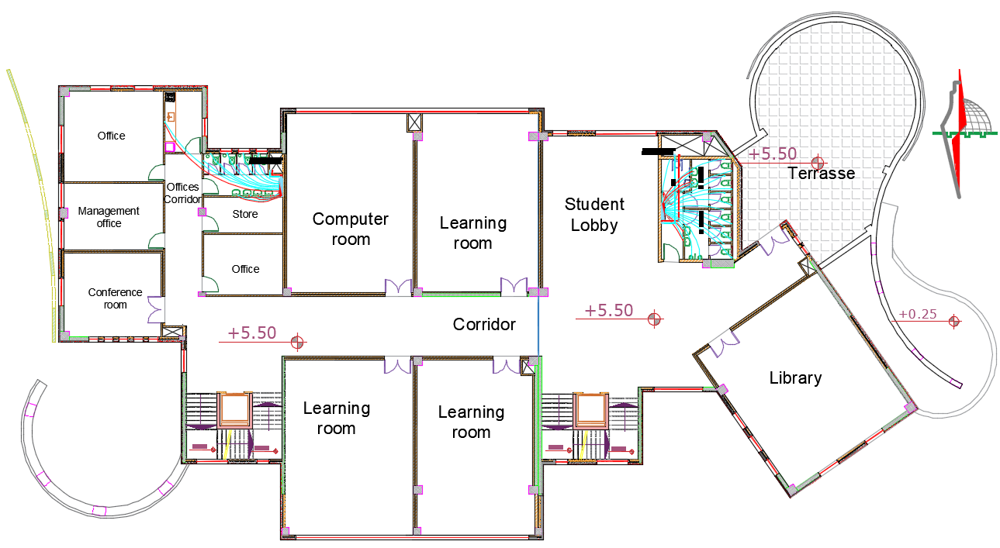 +5.50
Terrasse
Office
Offices
Corridor
Management
office
Store
Student
Lobby
Computer
room
Learning
room
Office
Conference
room
+5.50
+0.25
Corridor
+5.50
Library
Learning
room
Learning
room